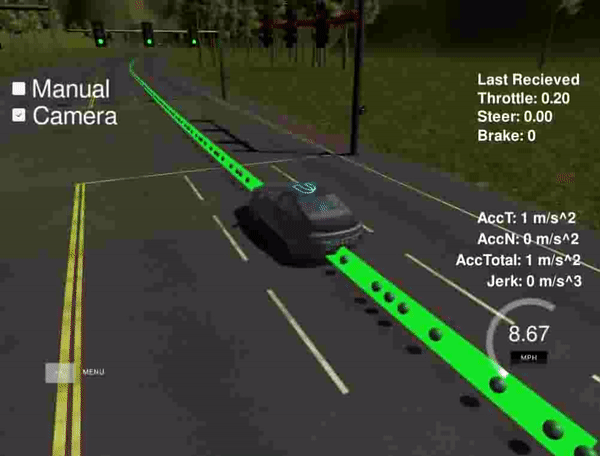 Manual
Camera
Last Recieved
Throttle: 0.20
Steer: 0.00
Brake: 0
AccT: 1 m/s^2
AccN: 0 m/s^2
AccTotal: 1 m/s^2
Jerk: 0 m/s^3
8.67
MPH
MENU